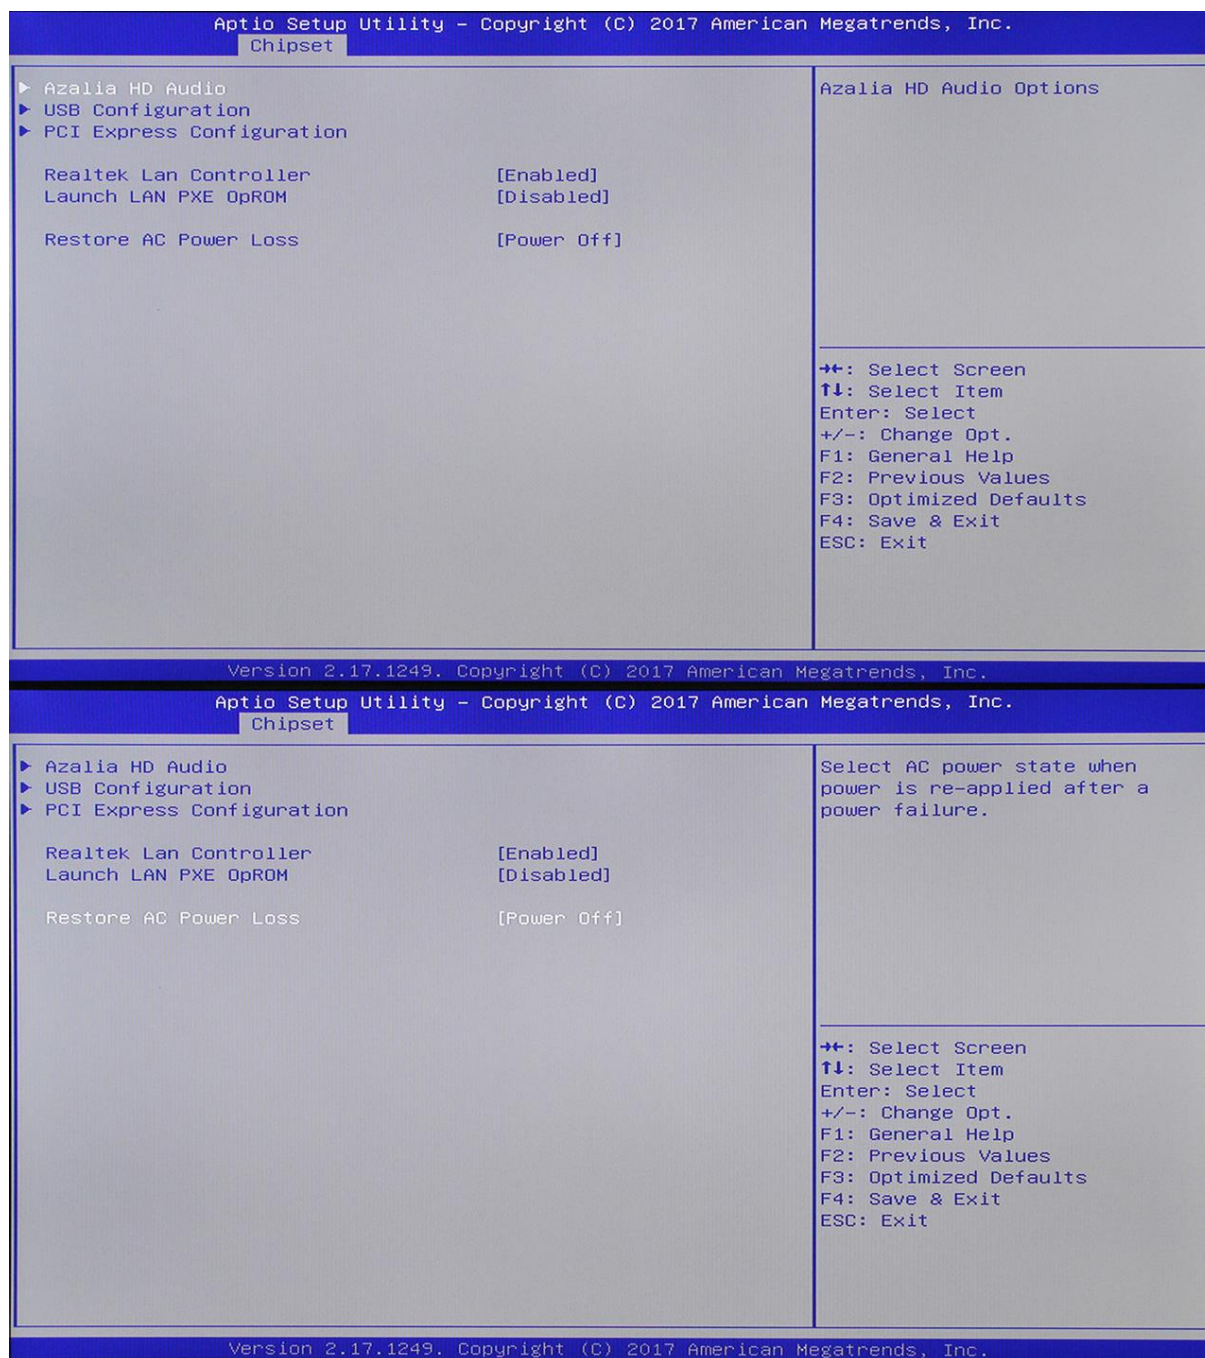 Aptio Setup Utility – Copyright (C) 2017 American Megatrends, Inc.
Chipset
▶ Azalia HD Audio
▶ USB Configuration
▶ PCI Express Configuration
Realtek Lan Controller [Enabled]
Launch LAN PXE OpROM [Disabled]
Restore AC Power Loss [Power Off]
Azalia HD Audio Options
→←: Select Screen
↑↓: Select Item
Enter: Select
+/-: Change Opt.
F1: General Help
F2: Previous Values
F3: Optimized Defaults
F4: Save & Exit
ESC: Exit
Version 2.17.1249. Copyright (C) 2017 American Megatrends, Inc.
Aptio Setup Utility – Copyright (C) 2017 American Megatrends, Inc.
Chipset
▶ Azalia HD Audio
▶ USB Configuration
▶ PCI Express Configuration
Realtek Lan Controller [Enabled]
Launch LAN PXE OpROM [Disabled]
Restore AC Power Loss [Power Off]
Select AC power state when
power is re-applied after a
power failure.
→←: Select Screen
↑↓: Select Item
Enter: Select
+/-: Change Opt.
F1: General Help
F2: Previous Values
F3: Optimized Defaults
F4: Save & Exit
ESC: Exit
Version 2.17.1249. Copyright (C) 2017 American Megatrends, Inc.